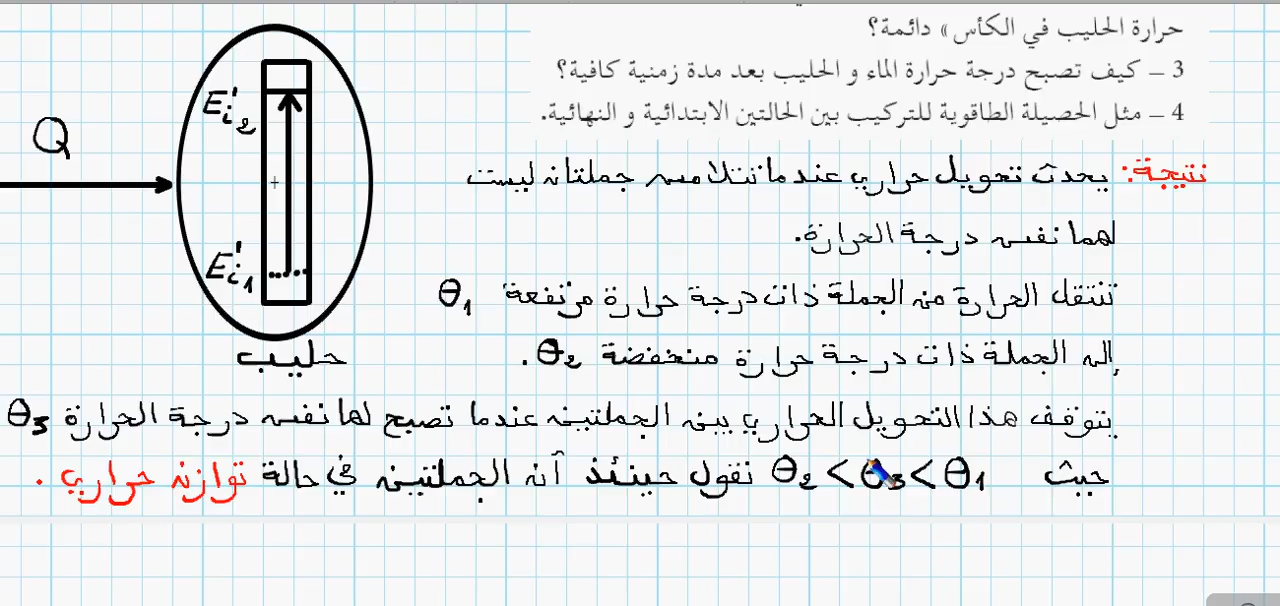 حرارة الحليب في الكأس» دائمة؟
3 – كيف تصبح درجة حرارة الماء و الحليب بعد مدة زمنية كافية؟
4 – مثل الحصيلة الطاقوية للتركيب بين الحالتين الابتدائية و النهائية.
نتيجة: يحدث تحويل حراري عندما تتلامس جملتان ليست
لهما نفس درجة الحرارة.
تنتقل الحرارة من الجملة ذات درجة حرارة مرتفعة θ1
إلى الجملة ذات درجة حرارة منخفضة θ2.
يتوقف هذا التحويل الحراري بين الجملتين عندما تصبح لها نفس درجة الحرارة θ3
حيث θ2 < θ3 < θ1 نقول حينئذ أن الجملتين في حالة توازن حراري.
Q
E'i2
E'i1
حليب